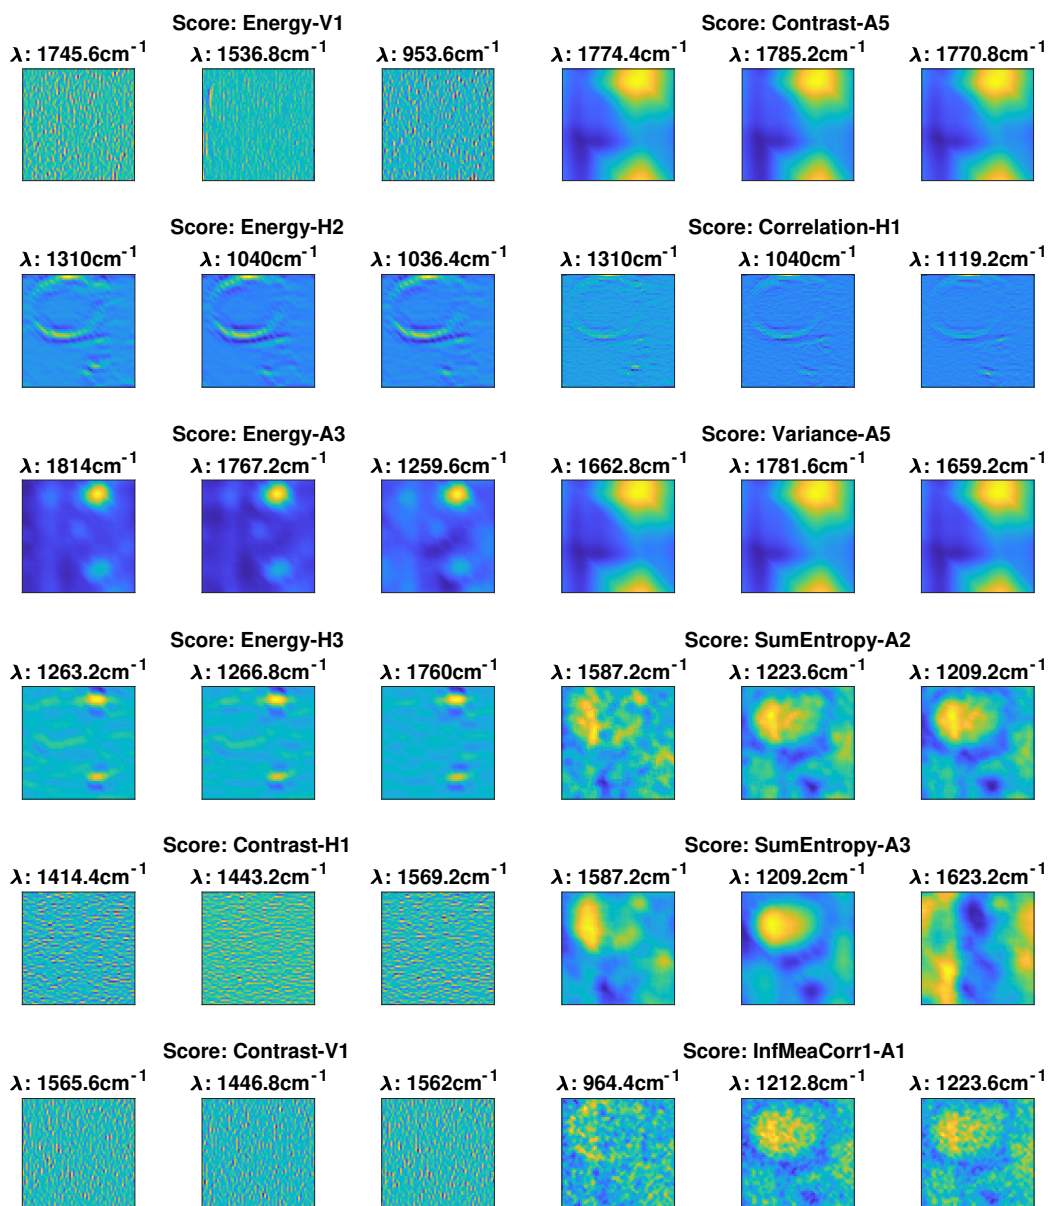 Score: Energy-V1
λ: 1745.6cm⁻¹ λ: 1536.8cm⁻¹ λ: 953.6cm⁻¹
Score: Contrast-A5
λ: 1774.4cm⁻¹ λ: 1785.2cm⁻¹ λ: 1770.8cm⁻¹
Score: Energy-H2
λ: 1310cm⁻¹ λ: 1040cm⁻¹ λ: 1036.4cm⁻¹
Score: Correlation-H1
λ: 1310cm⁻¹ λ: 1040cm⁻¹ λ: 1119.2cm⁻¹
Score: Energy-A3
λ: 1814cm⁻¹ λ: 1767.2cm⁻¹ λ: 1259.6cm⁻¹
Score: Variance-A5
λ: 1662.8cm⁻¹ λ: 1781.6cm⁻¹ λ: 1659.2cm⁻¹
Score: Energy-H3
λ: 1263.2cm⁻¹ λ: 1266.8cm⁻¹ λ: 1760cm⁻¹
Score: SumEntropy-A2
λ: 1587.2cm⁻¹ λ: 1223.6cm⁻¹ λ: 1209.2cm⁻¹
Score: Contrast-H1
λ: 1414.4cm⁻¹ λ: 1443.2cm⁻¹ λ: 1569.2cm⁻¹
Score: SumEntropy-A3
λ: 1587.2cm⁻¹ λ: 1209.2cm⁻¹ λ: 1623.2cm⁻¹
Score: Contrast-V1
λ: 1565.6cm⁻¹ λ: 1446.8cm⁻¹ λ: 1562cm⁻¹
Score: InfMeaCorr1-A1
λ: 964.4cm⁻¹ λ: 1212.8cm⁻¹ λ: 1223.6cm⁻¹